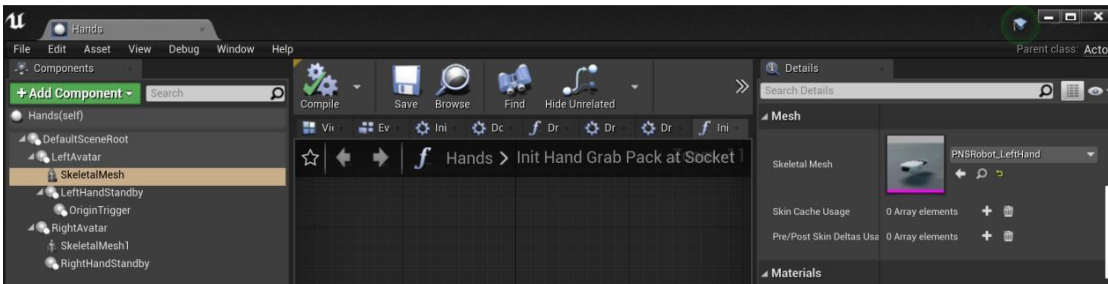 Hands
File Edit Asset View Debug Window Help
Parent class: Acto
Components
+Add Component
Search
Hands(self)
DefaultSceneRoot
LeftAvatar
SkeletalMesh
LeftHandStandby
OriginTrigger
RightAvatar
SkeletalMesh1
RightHandStandby
Compile Save Browse Find Hide Unrelated
Vie Ev Ini Dc Dr Dr Dr Ini
Hands > Init Hand Grab Pack at Socket
Details
Search Details
Mesh
Skeletal Mesh PNSRobot_LeftHand
Skin Cache Usage 0 Array elements
Pre/Post Skin Deltas Usa 0 Array elements
Materials